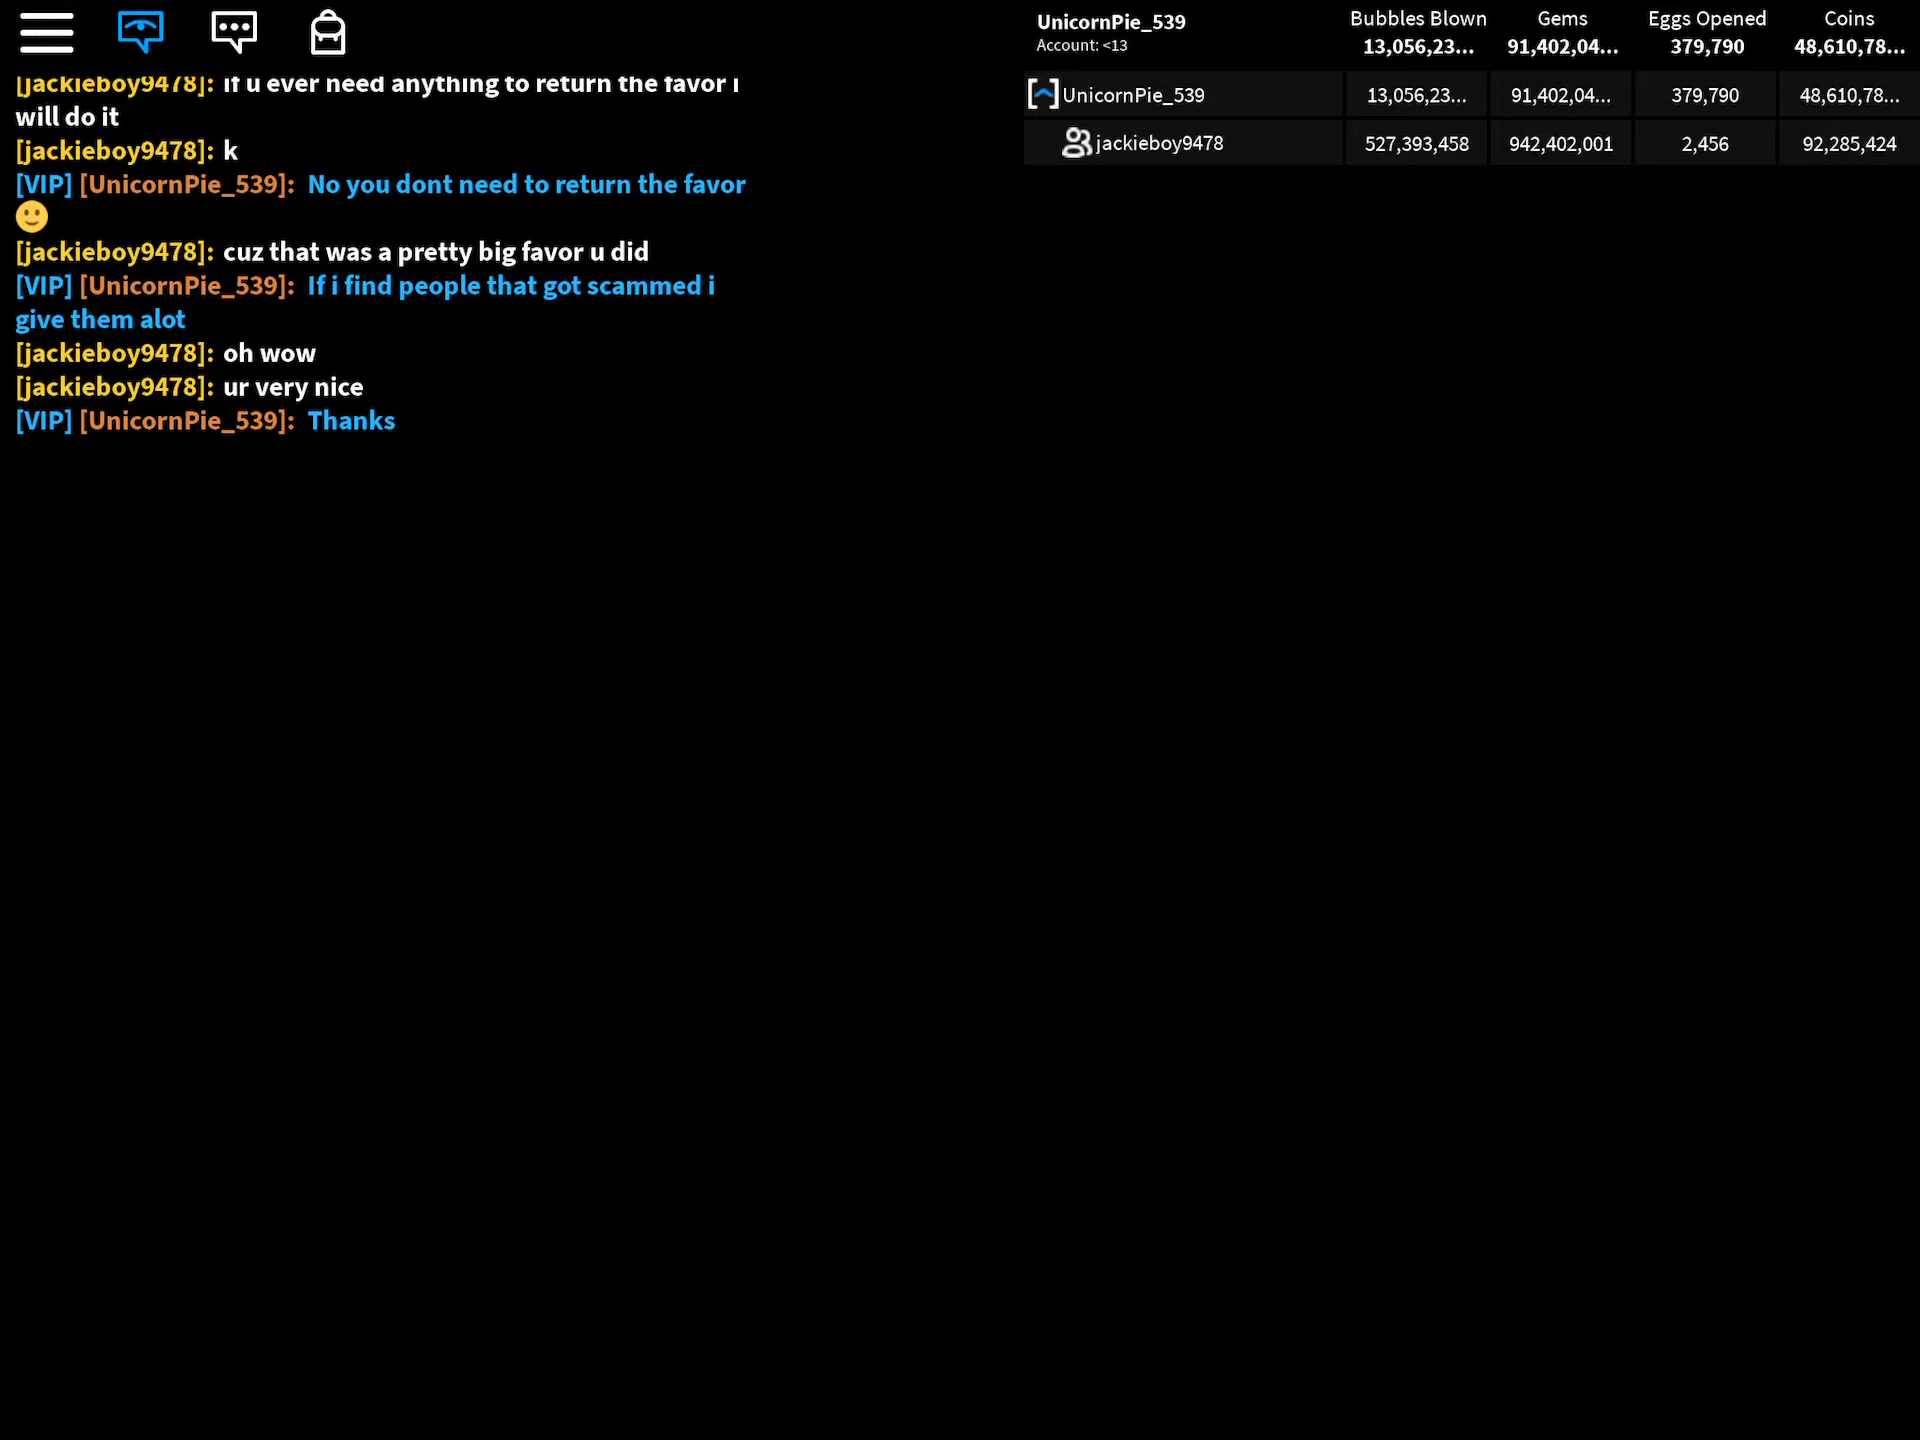 [jackieboy9478]: if u ever need anything to return the favor i
will do it
[jackieboy9478]: k
[VIP] [UnicornPie_539]: No you dont need to return the favor
🙂
[jackieboy9478]: cuz that was a pretty big favor u did
[VIP] [UnicornPie_539]: If i find people that got scammed i
give them alot
[jackieboy9478]: oh wow
[jackieboy9478]: ur very nice
[VIP] [UnicornPie_539]: Thanks
UnicornPie_539 Bubbles Blown Gems Eggs Opened Coins
Account: <13 13,056,23... 91,402,04... 379,790 48,610,78...
UnicornPie_539 13,056,23... 91,402,04... 379,790 48,610,78...
jackieboy9478 527,393,458 942,402,001 2,456 92,285,424